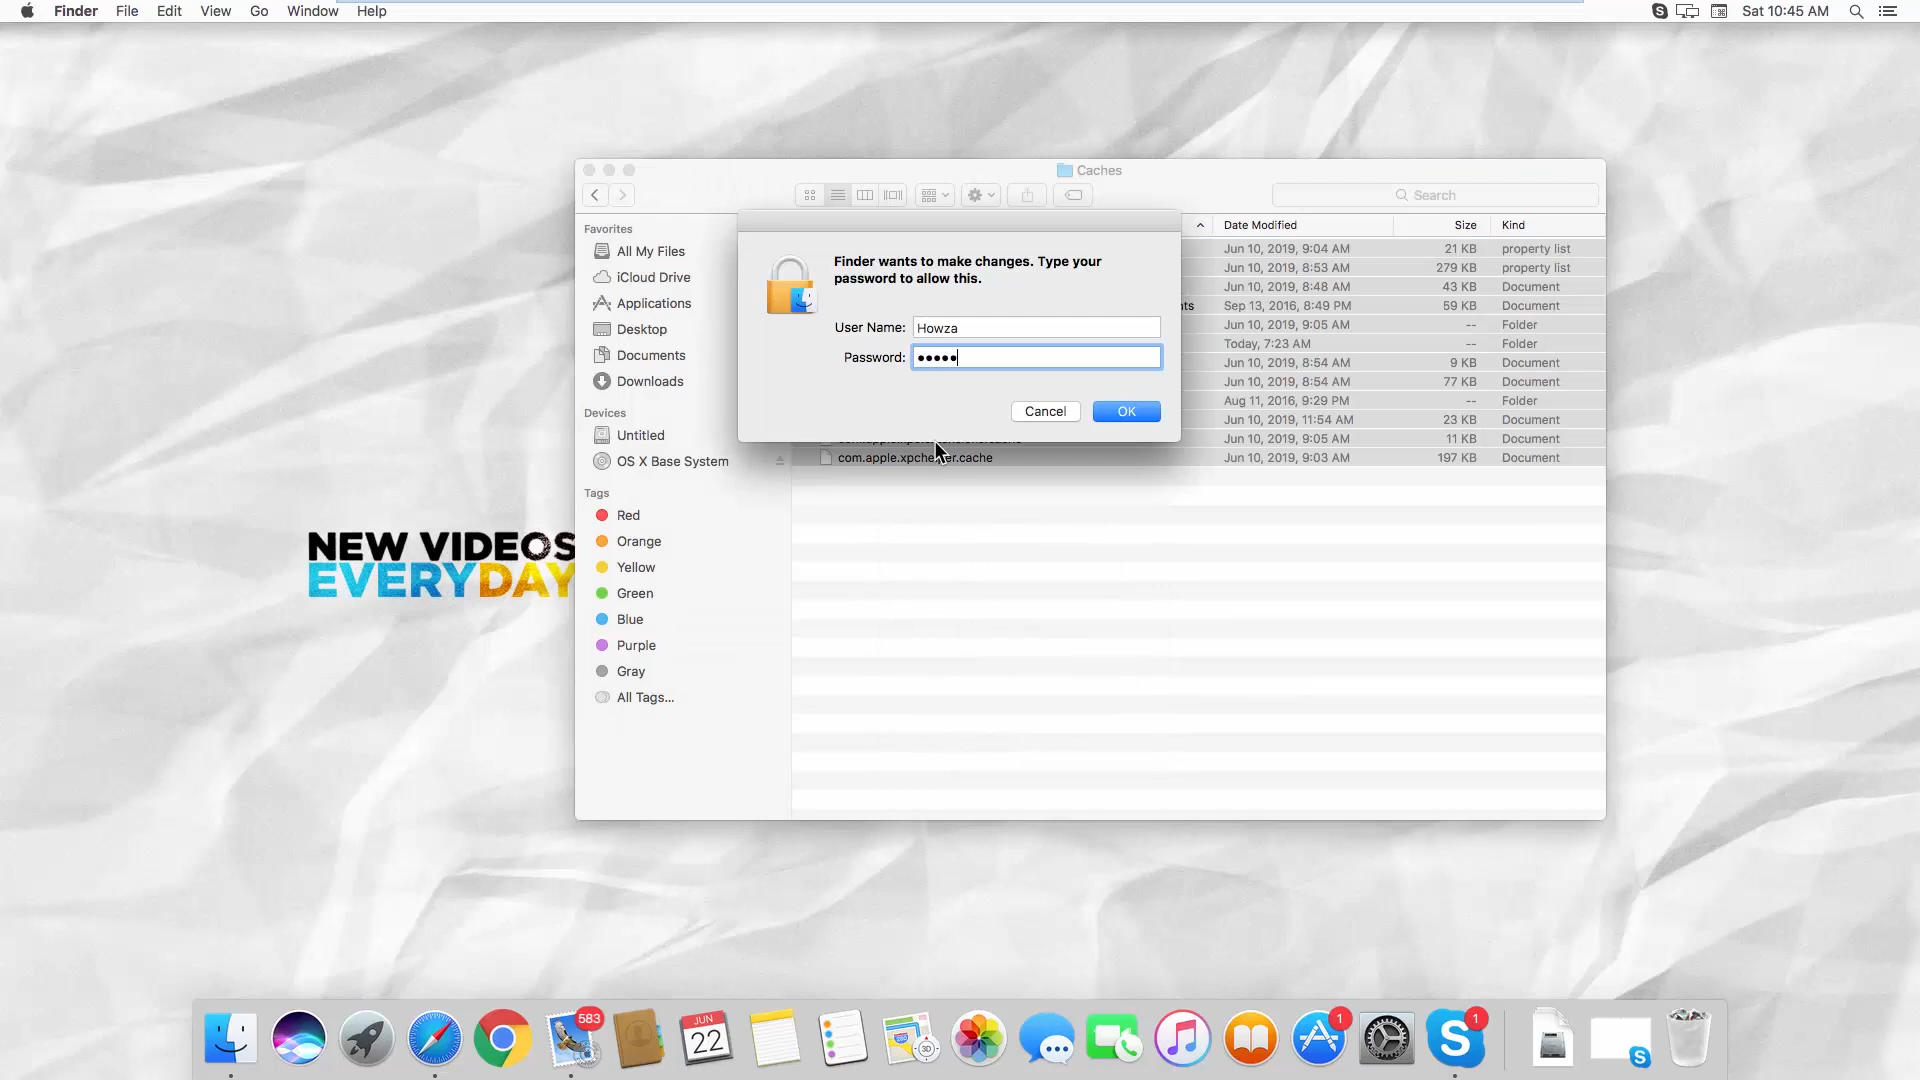 Finder File Edit View Go Window Help
Sat 10:45 AM
Caches
Search
Favorites
All My Files
iCloud Drive
Applications
Desktop
Documents
Downloads
Devices
Untitled
OS X Base System
Tags
Red
Orange
Yellow
Green
Blue
Purple
Gray
All Tags...
Finder wants to make changes. Type your
password to allow this.
User Name: Howza
Password: •••••
Cancel OK
Date Modified Size Kind
Jun 10, 2019, 9:04 AM 21 KB property list
Jun 10, 2019, 8:53 AM 279 KB property list
Jun 10, 2019, 8:48 AM 43 KB Document
Sep 13, 2016, 8:49 PM 59 KB Document
Jun 10, 2019, 9:05 AM -- Folder
Today, 7:23 AM -- Folder
Jun 10, 2019, 8:54 AM 9 KB Document
Jun 10, 2019, 8:54 AM 77 KB Document
Aug 11, 2016, 9:29 PM -- Folder
Jun 10, 2019, 11:54 AM 23 KB Document
Jun 10, 2019, 9:05 AM 11 KB Document
Jun 10, 2019, 9:03 AM 197 KB Document
NEW VIDEOS
EVERYDAY
583
JUN
22
280
3D
1
1